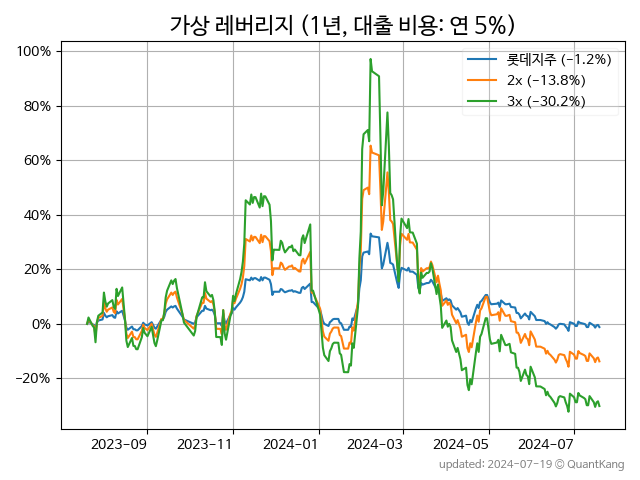 가상 레버리지 (1년, 대출 비용: 연 5%)
롯데지주 (−1.2%)
2x (−13.8%)
3x (−30.2%)
100%
80%
60%
40%
20%
0%
−20%
2023-09
2023-11
2024-01
2024-03
2024-05
2024-07
updated: 2024-07-19 © QuantKang